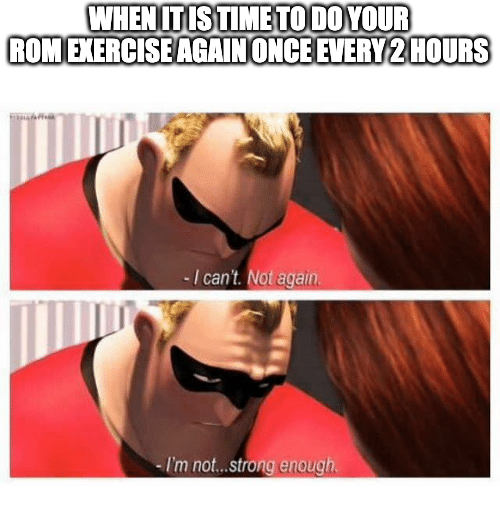 WHEN IT IS TIME TO DO YOUR
ROM EXERCISE AGAIN ONCE EVERY 2 HOURS
- I can't. Not again.
- I'm not...strong enough.